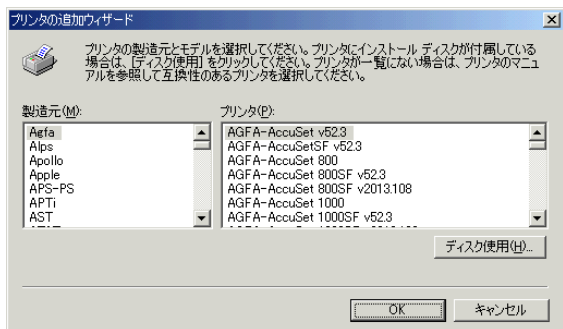 プリンタの追加ウィザード
プリンタの製造元とモデルを選択してください。プリンタにインストール ディスクが付属している
場合は、[ディスク使用] をクリックしてください。プリンタが一覧にない場合は、プリンタのマニュ
アルを参照して互換性のあるプリンタを選択してください。
製造元(M):
Agfa
Alps
Apollo
Apple
APS-PS
APTi
AST
プリンタ(P):
AGFA-AccuSet v52.3
AGFA-AccuSetSF v52.3
AGFA-AccuSet 800
AGFA-AccuSet 800SF v52.3
AGFA-AccuSet 800SF v2013.108
AGFA-AccuSet 1000
AGFA-AccuSet 1000SF v52.3
ディスク使用(H)...
OK
キャンセル